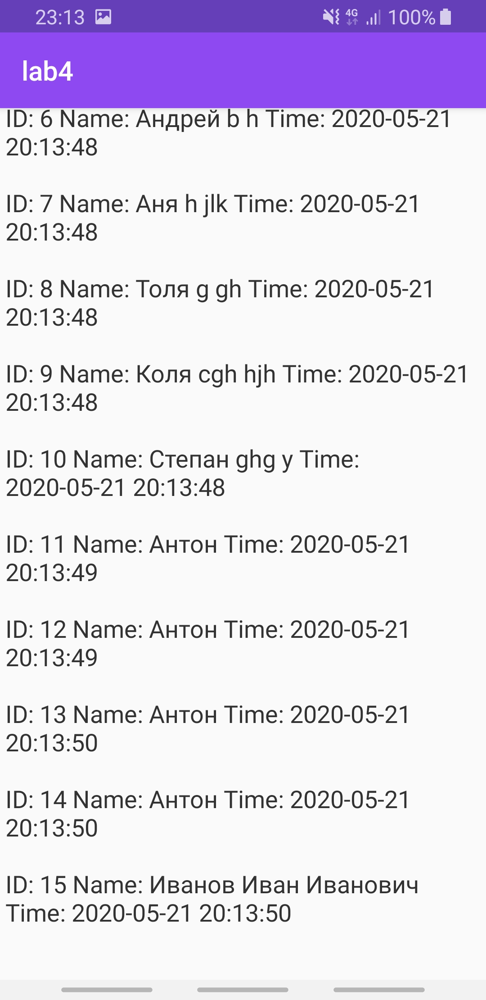 23:13 4G 100%
lab4
ID: 6 Name: Андрей b h Time: 2020-05-21
20:13:48
ID: 7 Name: Аня h jlk Time: 2020-05-21
20:13:48
ID: 8 Name: Толя g gh Time: 2020-05-21
20:13:48
ID: 9 Name: Коля cgh hjh Time: 2020-05-21
20:13:48
ID: 10 Name: Степан ghg y Time:
2020-05-21 20:13:48
ID: 11 Name: Антон Time: 2020-05-21
20:13:49
ID: 12 Name: Антон Time: 2020-05-21
20:13:49
ID: 13 Name: Антон Time: 2020-05-21
20:13:50
ID: 14 Name: Антон Time: 2020-05-21
20:13:50
ID: 15 Name: Иванов Иван Иванович
Time: 2020-05-21 20:13:50